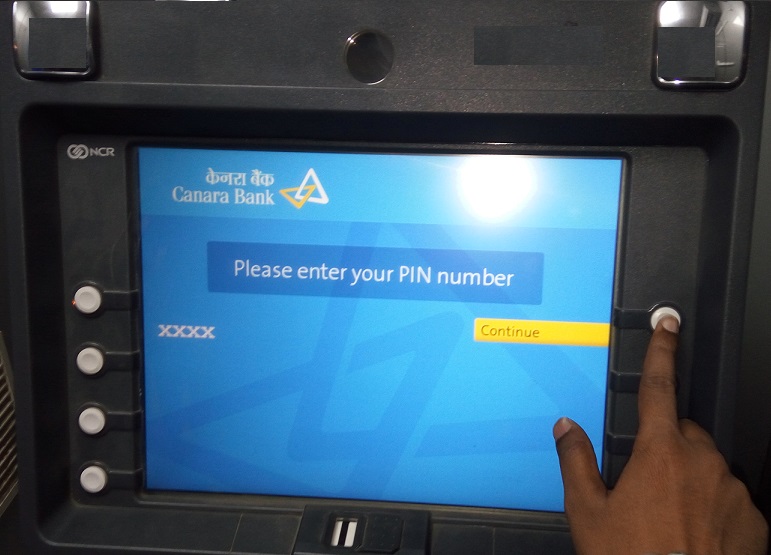 NCR
केनरा बैंक
Canara Bank
Please enter your PIN number
XXXX
Continue